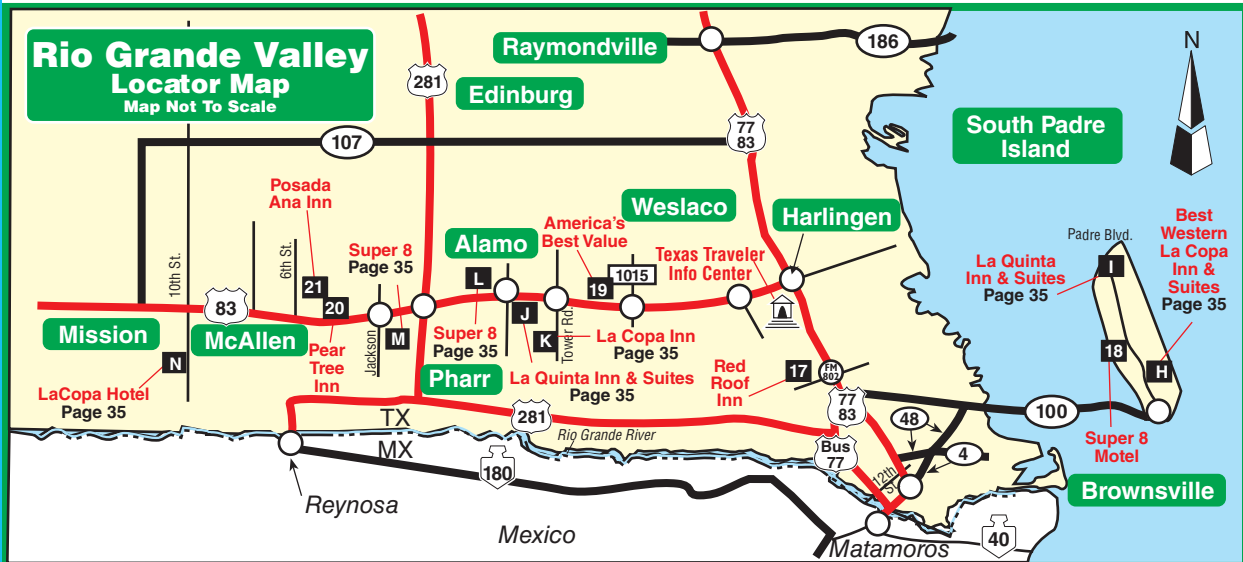 Rio Grande Valley
Locator Map
Map Not To Scale
Raymondville
186
N
281
Edinburg
77
83
South Padre
Island
107
Posada
Ana Inn
10th St.
6th St.
Super 8
Page 35
Alamo
America's
Best Value
Weslaco
Harlingen
Texas Traveler
Info Center
Padre Blvd.
Best
Western
La Copa
Inn &
Suites
Page 35
La Quinta
Inn & Suites
Page 35
I
L
1015
21
20
19
83
Mission
McAllen
Jackson
M
J
K
Tower Rd.
Super 8
Page 35
La Copa Inn
Page 35
Pear
Tree
Inn
N
LaCopa Hotel
Page 35
Pharr
La Quinta Inn & Suites
Page 35
Red
Roof
Inn
17
FM
802
18
H
77
83
100
48
4
Super 8
Motel
TX
281
Rio Grande River
MX
Bus
77
12th
St.
180
Brownsville
Reynosa
Mexico
Matamoros
40